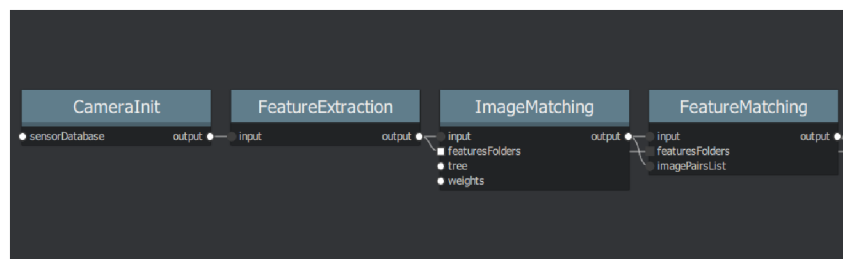 CameraInit FeatureExtraction ImageMatching FeatureMatching
sensorDatabase output input output input output input output
featuresFolders featuresFolders
tree imagePairsList
weights